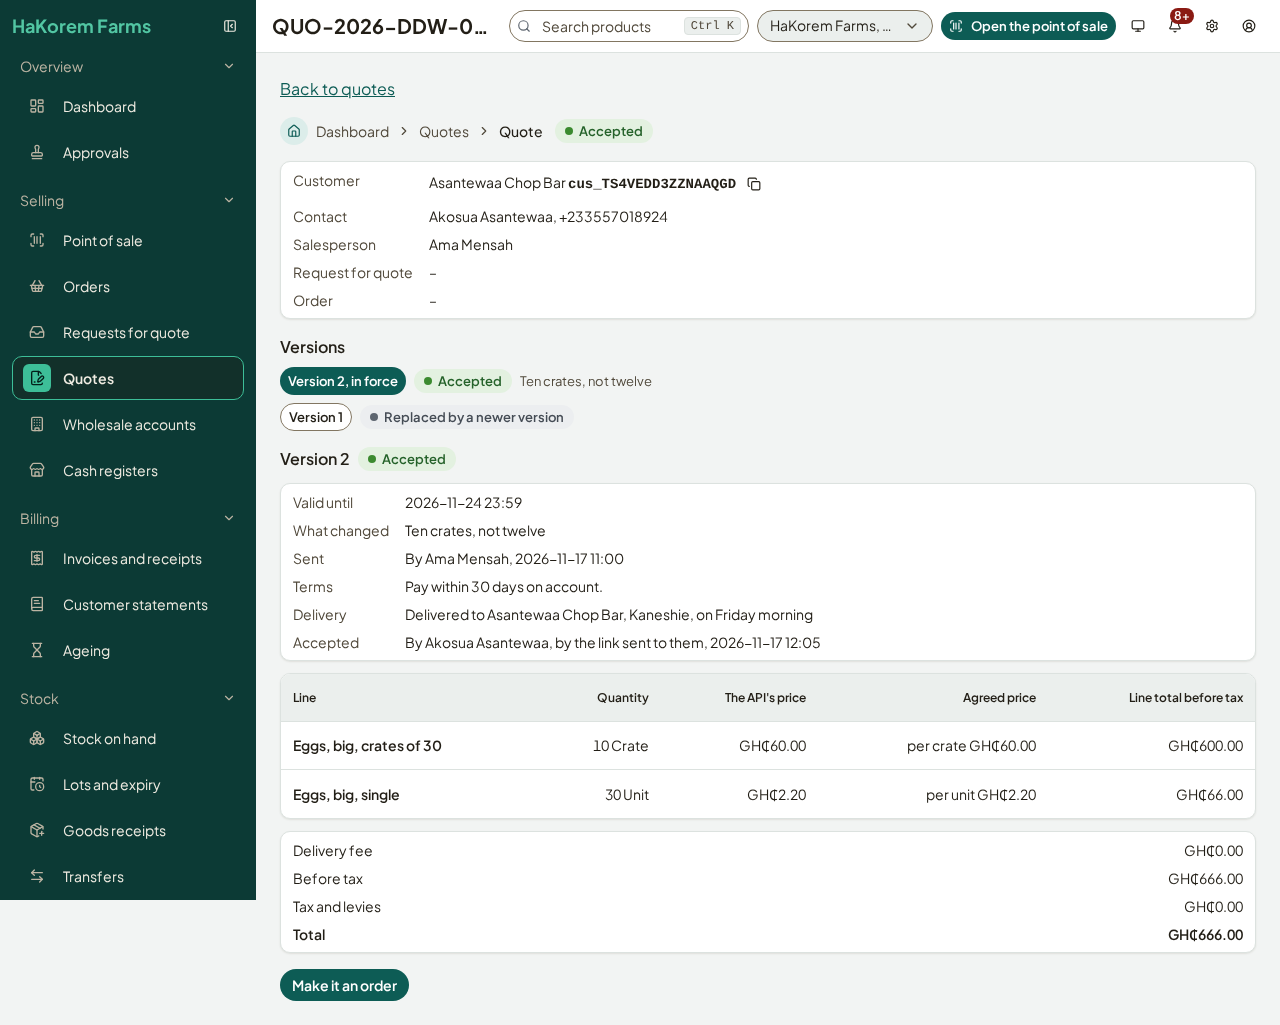 HaKorem Farms
Overview
Dashboard
Approvals
Selling
Point of sale
Orders
Requests for quote
Quotes
Wholesale accounts
Cash registers
Billing
Invoices and receipts
Customer statements
Ageing
Stock
Stock on hand
Lots and expiry
Goods receipts
Transfers
QUO-2026-DDW-0... Search products Ctrl K HaKorem Farms, ... Open the point of sale 8+
Back to quotes
Dashboard > Quotes > Quote Accepted
Customer Asantewaa Chop Bar cus_TS4VEDD3ZZNAAQGD
Contact Akosua Asantewaa, +233557018924
Salesperson Ama Mensah
Request for quote –
Order –
Versions
Version 2, in force Accepted Ten crates, not twelve
Version 1 Replaced by a newer version
Version 2 Accepted
Valid until 2026-11-24 23:59
What changed Ten crates, not twelve
Sent By Ama Mensah, 2026-11-17 11:00
Terms Pay within 30 days on account.
Delivery Delivered to Asantewaa Chop Bar, Kaneshie, on Friday morning
Accepted By Akosua Asantewaa, by the link sent to them, 2026-11-17 12:05
Line Quantity The API's price Agreed price Line total before tax
Eggs, big, crates of 30 10 Crate GH₵60.00 per crate GH₵60.00 GH₵600.00
Eggs, big, single 30 Unit GH₵2.20 per unit GH₵2.20 GH₵66.00
Delivery fee GH₵0.00
Before tax GH₵666.00
Tax and levies GH₵0.00
Total GH₵666.00
Make it an order